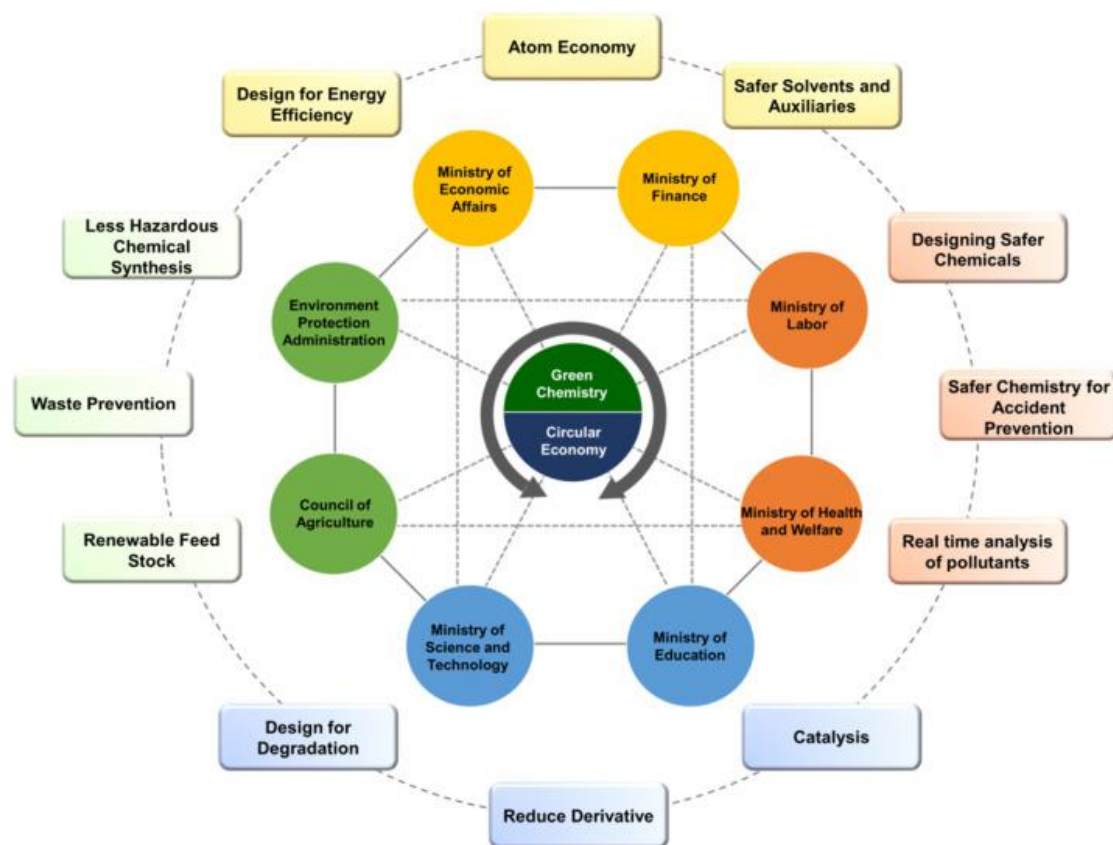 Atom Economy
Design for Energy
Efficiency
Safer Solvents and
Auxiliaries
Ministry of
Economic
Affairs
Ministry of
Finance
Less Hazardous
Chemical
Synthesis
Designing Safer
Chemicals
Environment
Protection
Administration
Ministry of
Labor
Green
Chemistry
Circular
Economy
Waste Prevention
Safer Chemistry for
Accident
Prevention
Council of
Agriculture
Ministry of Health
and Welfare
Renewable Feed
Stock
Real time analysis
of pollutants
Ministry of
Science and
Technology
Ministry of
Education
Design for
Degradation
Catalysis
Reduce Derivative